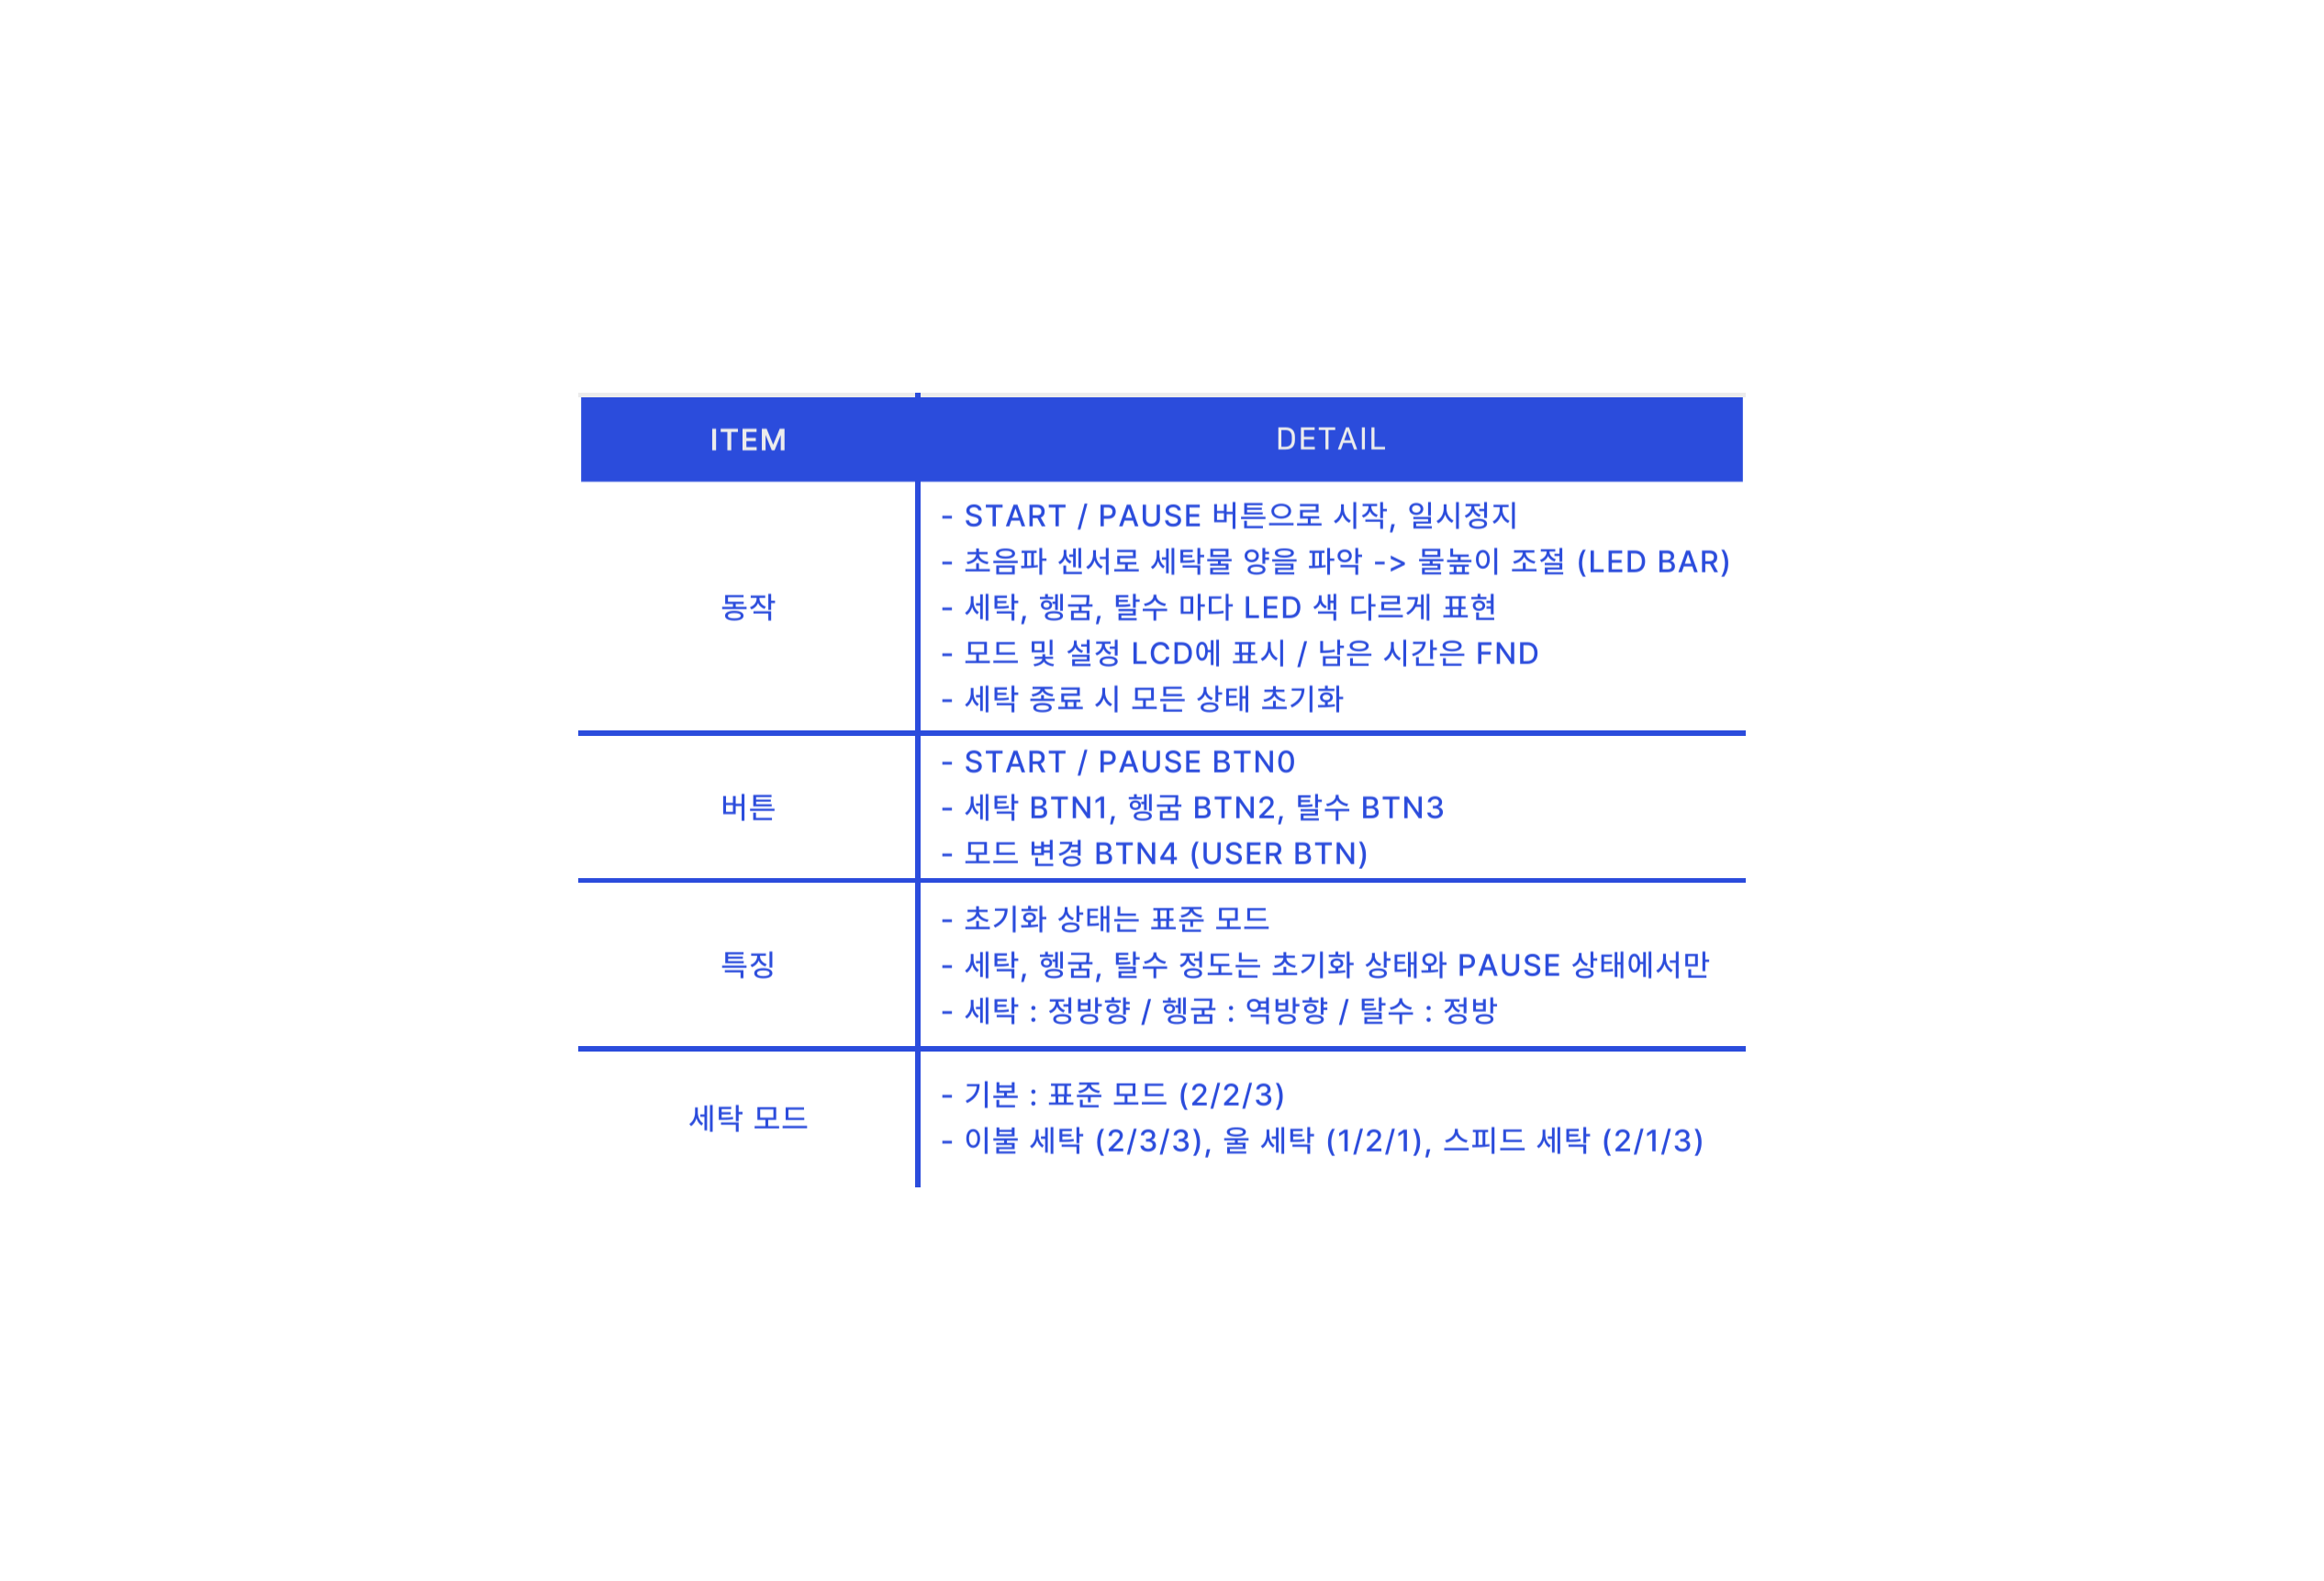 ITEM
DETAIL
동작
- START / PAUSE 버튼으로 시작, 일시정지
- 초음파 센서로 세탁물 양을 파악 -> 물높이 조절 (LED BAR)
- 세탁, 헹굼, 탈수 마다 LED 색 다르게 표현
- 모드 및 설정 LCD에 표시 / 남은 시간은 FND
- 세탁 종료 시 모든 상태 초기화
버튼
- START / PAUSE BTN0
- 세탁 BTN1, 헹굼 BTN2, 탈수 BTN3
- 모드 변경 BTN4 (USER BTN)
특징
- 초기화 상태는 표준 모드
- 세탁, 헹굼, 탈수 정도는 초기화 상태와 PAUSE 상태에서만
- 세탁 : 정방향 / 헹굼 : 역방향 / 탈수 : 정방
세탁 모드
- 기본 : 표준 모드 (2/2/3)
- 이불 세탁 (2/3/3), 울 세탁 (1/2/1), 스피드 세탁 (2/1/3)